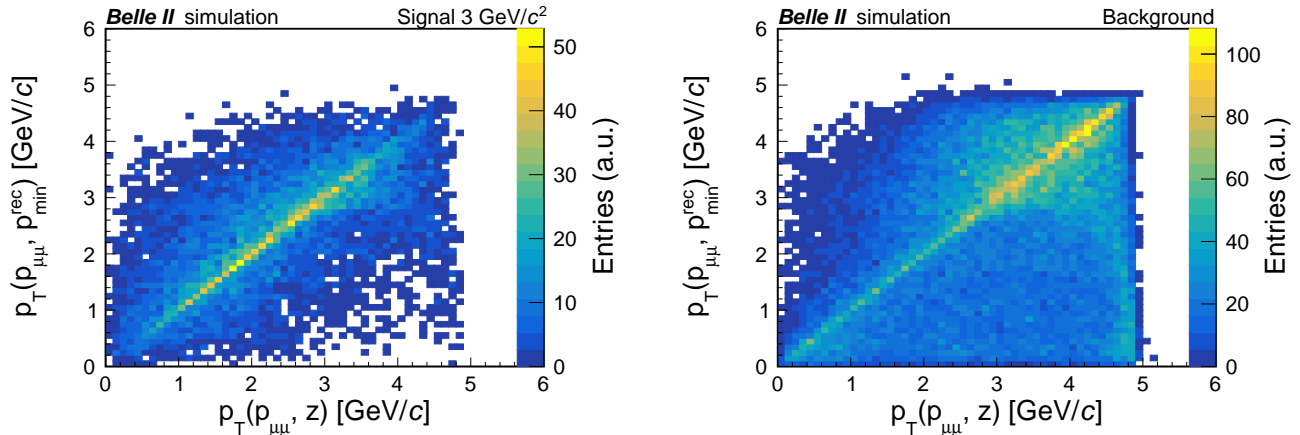 Belle II simulation Signal 3 GeV/c²
p_T(p_μμ, p_min^rec) [GeV/c]
6
5
4
3
2
1
0
0 1 2 3 4 5 6
p_T(p_μμ, z) [GeV/c]
50
40
30
20
10
0
Entries (a.u.)
Belle II simulation Background
p_T(p_μμ, p_min^rec) [GeV/c]
6
5
4
3
2
1
0
0 1 2 3 4 5 6
p_T(p_μμ, z) [GeV/c]
100
80
60
40
20
0
Entries (a.u.)